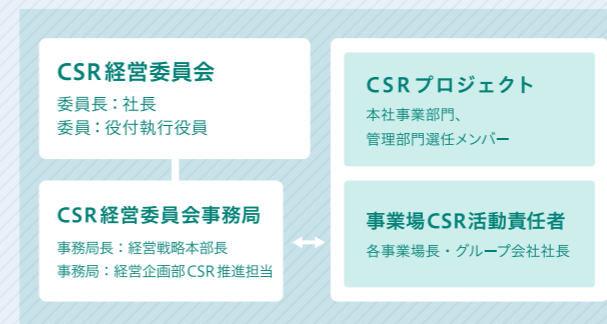 CSR経営委員会
委員長：社長
委員：役付執行役員
CSR経営委員会事務局
事務局長：経営戦略本部長
事務局：経営企画部CSR推進担当
CSRプロジェクト
本社事業部門、
管理部門選任メンバー
事業場CSR活動責任者
各事業場長・グループ会社社長